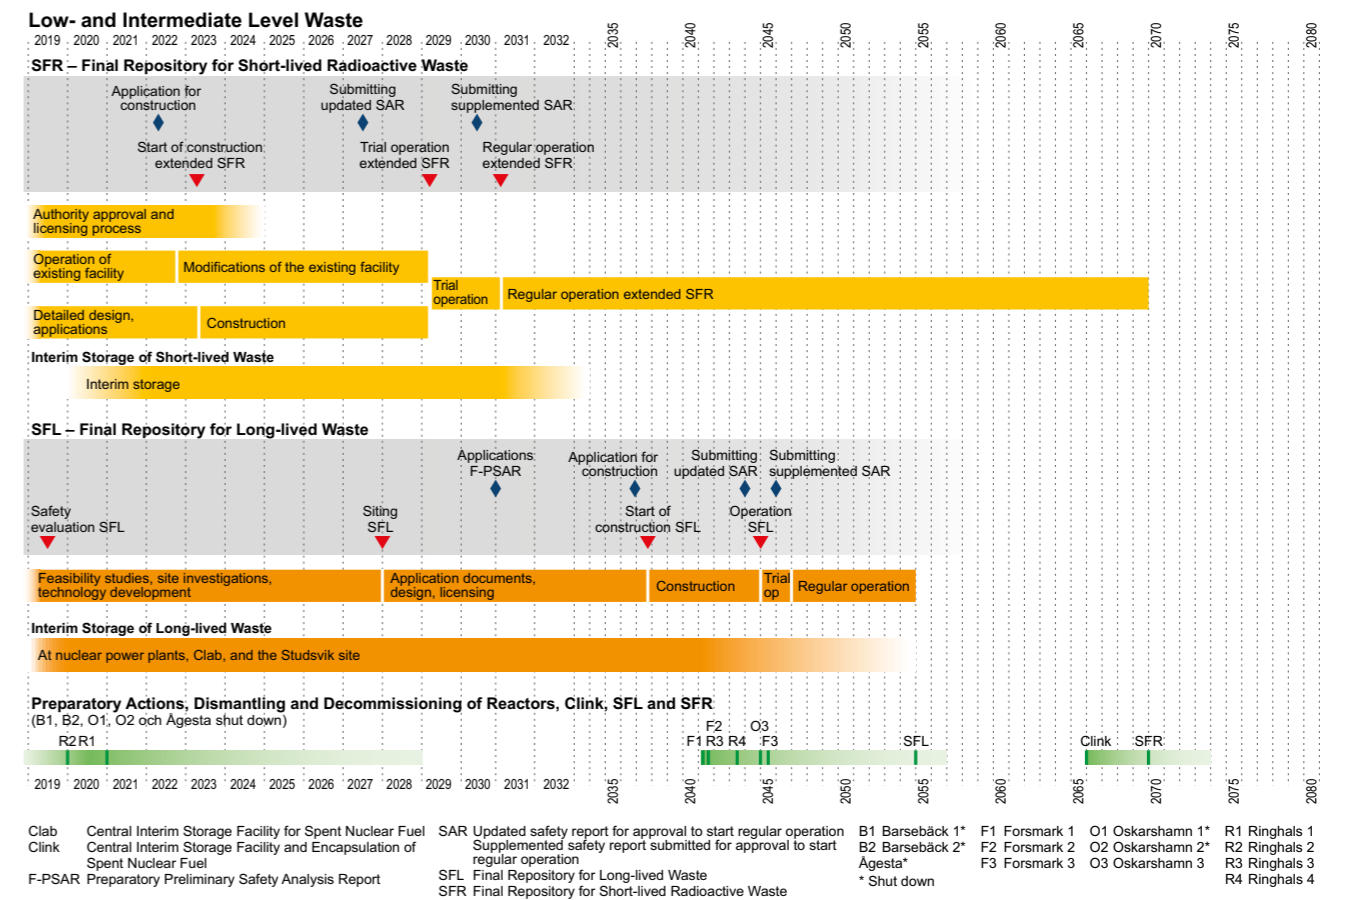 Low- and Intermediate Level Waste
2019 2020 2021 2022 2023 2024 2025 2026 2027 2028 2029 2030 2031 2032 2035 2040 2045 2050 2055 2060 2065 2070 2075 2080
SFR – Final Repository for Short-lived Radioactive Waste
Application for
construction
Submitting
updated SAR
Submitting
supplemented SAR
Start of construction
extended SFR
Trial operation
extended SFR
Regular operation
extended SFR
Authority approval and
licensing process
Operation of
existing facility
Modifications of the existing facility
Trial
operation
Regular operation extended SFR
Detailed design,
applications
Construction
Interim Storage of Short-lived Waste
Interim storage
SFL – Final Repository for Long-lived Waste
Applications
F-PSAR
Application for
construction
Submitting
updated SAR
Submitting
supplemented SAR
Safety
evaluation SFL
Siting
SFL
Start of
construction SFL
Operation
SFL
Feasibility studies, site investigations,
technology development
Application documents,
design, licensing
Construction
Trial
op
Regular operation
Interim Storage of Long-lived Waste
At nuclear power plants, Clab, and the Studsvik site
Preparatory Actions, Dismantling and Decommissioning of Reactors, Clink, SFL and SFR
(B1, B2, O1, O2 och Ågesta shut down)
F2 O3
R2 R1 F1 R3 R4 F3 SFL Clink SFR
2019 2020 2021 2022 2023 2024 2025 2026 2027 2028 2029 2030 2031 2032 2035 2040 2045 2050 2055 2060 2065 2070 2075 2080
Clab Central Interim Storage Facility for Spent Nuclear Fuel
Clink Central Interim Storage Facility and Encapsulation of
Spent Nuclear Fuel
F-PSAR Preparatory Preliminary Safety Analysis Report
SAR Updated safety report for approval to start regular operation
Supplemented safety report submitted for approval to start
regular operation
SFL Final Repository for Long-lived Waste
SFR Final Repository for Short-lived Radioactive Waste
B1 Barsebäck 1*
B2 Barsebäck 2*
Ågesta*
* Shut down
F1 Forsmark 1
F2 Forsmark 2
F3 Forsmark 3
O1 Oskarshamn 1*
O2 Oskarshamn 2*
O3 Oskarshamn 3
R1 Ringhals 1
R2 Ringhals 2
R3 Ringhals 3
R4 Ringhals 4